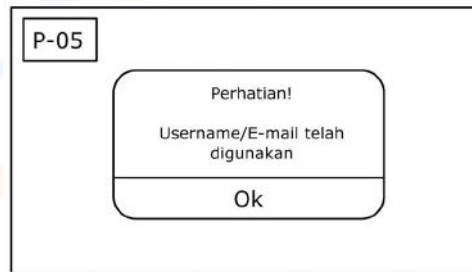 P-05
Perhatian!
Username/E-mail telah
digunakan
Ok